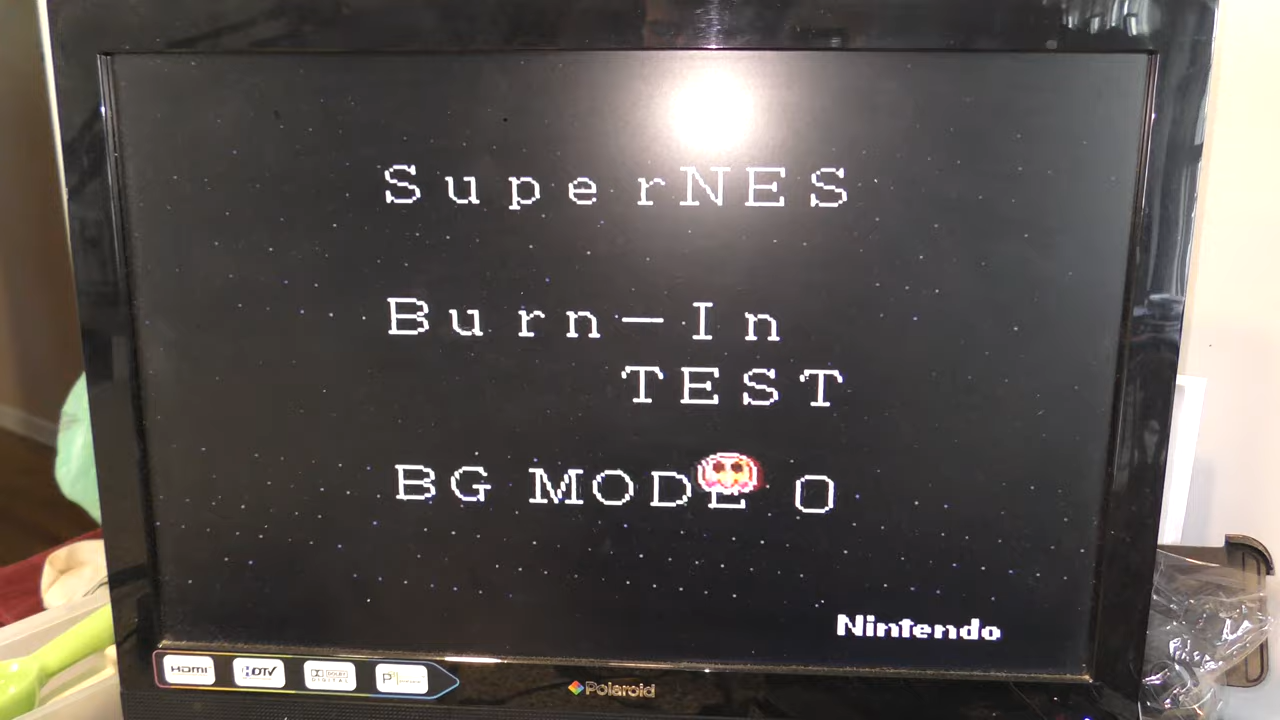 SuperNES
Burn-In
TEST
BG MODE 0
Nintendo
HDMI
HDTV
DOLBY
DIGITAL
Polaroid